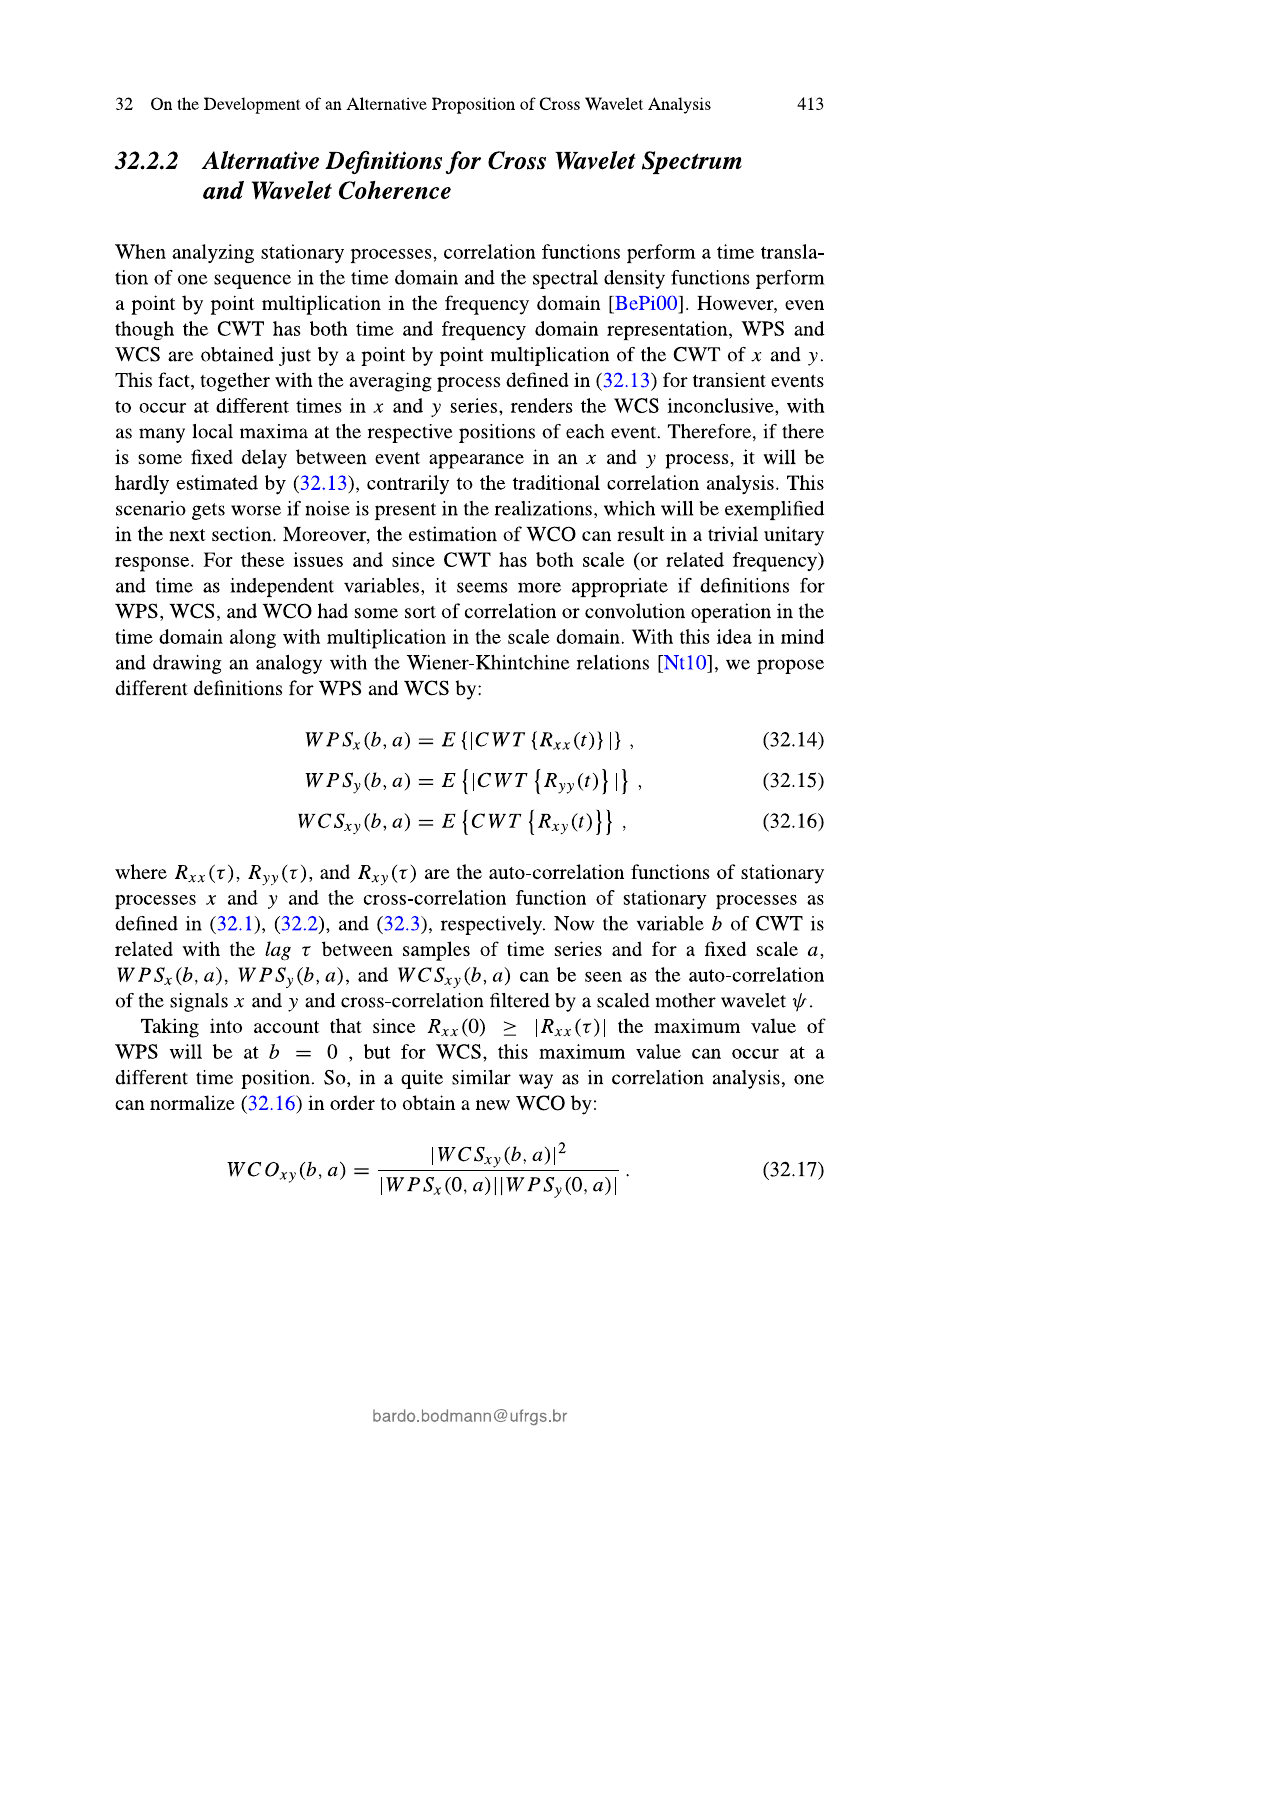 32 On the Development of an Alternative Proposition of Cross Wavelet Analysis 413
32.2.2 Alternative Definitions for Cross Wavelet Spectrum
and Wavelet Coherence
When analyzing stationary processes, correlation functions perform a time transla-
tion of one sequence in the time domain and the spectral density functions perform
a point by point multiplication in the frequency domain [BePi00]. However, even
though the CWT has both time and frequency domain representation, WPS and
WCS are obtained just by a point by point multiplication of the CWT of x and y.
This fact, together with the averaging process defined in (32.13) for transient events
to occur at different times in x and y series, renders the WCS inconclusive, with
as many local maxima at the respective positions of each event. Therefore, if there
is some fixed delay between event appearance in an x and y process, it will be
hardly estimated by (32.13), contrarily to the traditional correlation analysis. This
scenario gets worse if noise is present in the realizations, which will be exemplified
in the next section. Moreover, the estimation of WCO can result in a trivial unitary
response. For these issues and since CWT has both scale (or related frequency)
and time as independent variables, it seems more appropriate if definitions for
WPS, WCS, and WCO had some sort of correlation or convolution operation in the
time domain along with multiplication in the scale domain. With this idea in mind
and drawing an analogy with the Wiener-Khintchine relations [Nt10], we propose
different definitions for WPS and WCS by:
WPSₓ(b, a) = E {|CWT {Rₓₓ(t)} |} , (32.14)
WPS_y(b, a) = E {|CWT {R_yy(t)} |} , (32.15)
WCS_xy(b, a) = E {CWT {R_xy(t)}} , (32.16)
where R_xx(τ), R_yy(τ), and R_xy(τ) are the auto-correlation functions of stationary
processes x and y and the cross-correlation function of stationary processes as
defined in (32.1), (32.2), and (32.3), respectively. Now the variable b of CWT is
related with the lag τ between samples of time series and for a fixed scale a,
WPS_x(b, a), WPS_y(b, a), and WCS_xy(b, a) can be seen as the auto-correlation
of the signals x and y and cross-correlation filtered by a scaled mother wavelet ψ.
Taking into account that since R_xx(0) ≥ |R_xx(τ)| the maximum value of
WPS will be at b = 0 , but for WCS, this maximum value can occur at a
different time position. So, in a quite similar way as in correlation analysis, one
can normalize (32.16) in order to obtain a new WCO by:
WCO_xy(b, a) = |WCS_xy(b, a)|² / |WPS_x(0, a)||WPS_y(0, a)| . (32.17)
bardo.bodmann@ufrgs.br